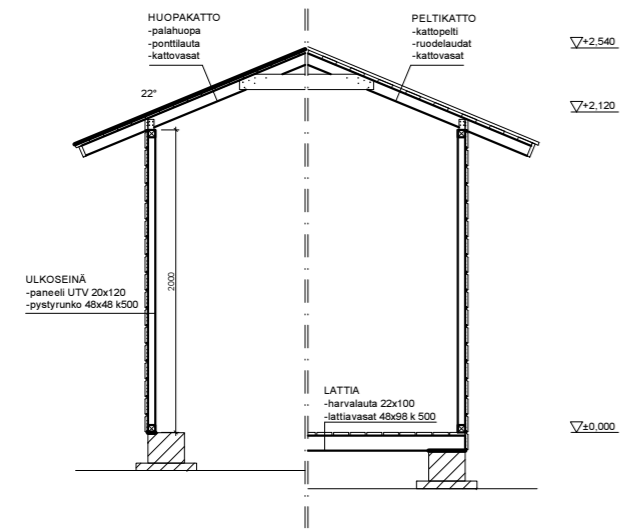 HUOPAKATTO
-palahuopa
-ponttilauta
-kattovasat
PELTIKATTO
-kattopelti
-ruodelaudat
-kattovasat
+2,540
22°
+2,120
2000
ULKOSEINÄ
-paneeli UTV 20x120
-pystyrunko 48x48 k500
LATTIA
-harvalauta 22x100
-lattiavasat 48x98 k 500
±0,000